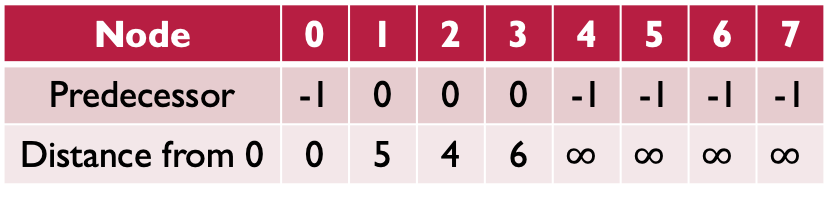 Node 0 1 2 3 4 5 6 7
Predecessor -1 0 0 0 -1 -1 -1 -1
Distance from 0 0 5 4 6 ∞ ∞ ∞ ∞